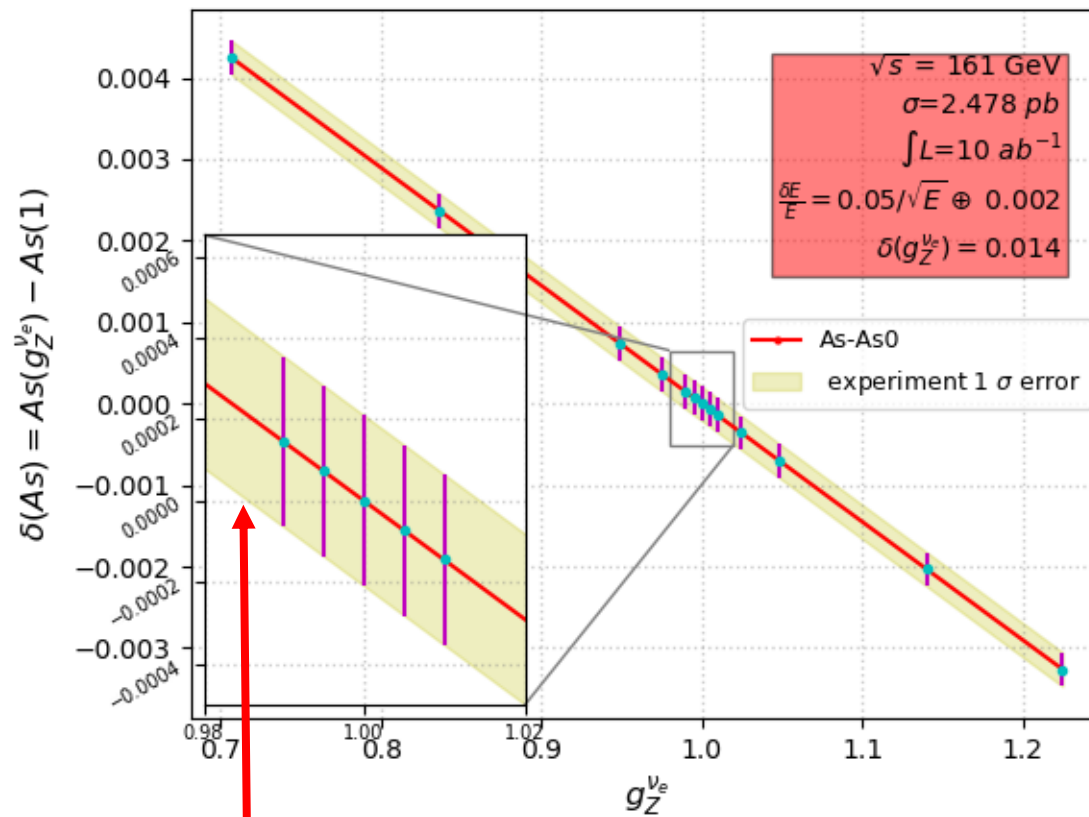 0.004
0.003
0.002
0.001
0.000
−0.001
−0.002
−0.003
δ(As) = As(g_Z^{ν_e}) − As(1)
√s = 161 GeV
σ=2.478 pb
∫L=10 ab⁻¹
δE/E = 0.05/√E ⊕ 0.002
δ(g_Z^{ν_e}) = 0.014
As-As0
experiment 1 σ error
0.0006
0.0004
0.0002
0.0000
−0.0002
−0.0004
0.98 1.00 1.02
0.7 0.8 0.9 1.0 1.1 1.2
g_Z^{ν_e}